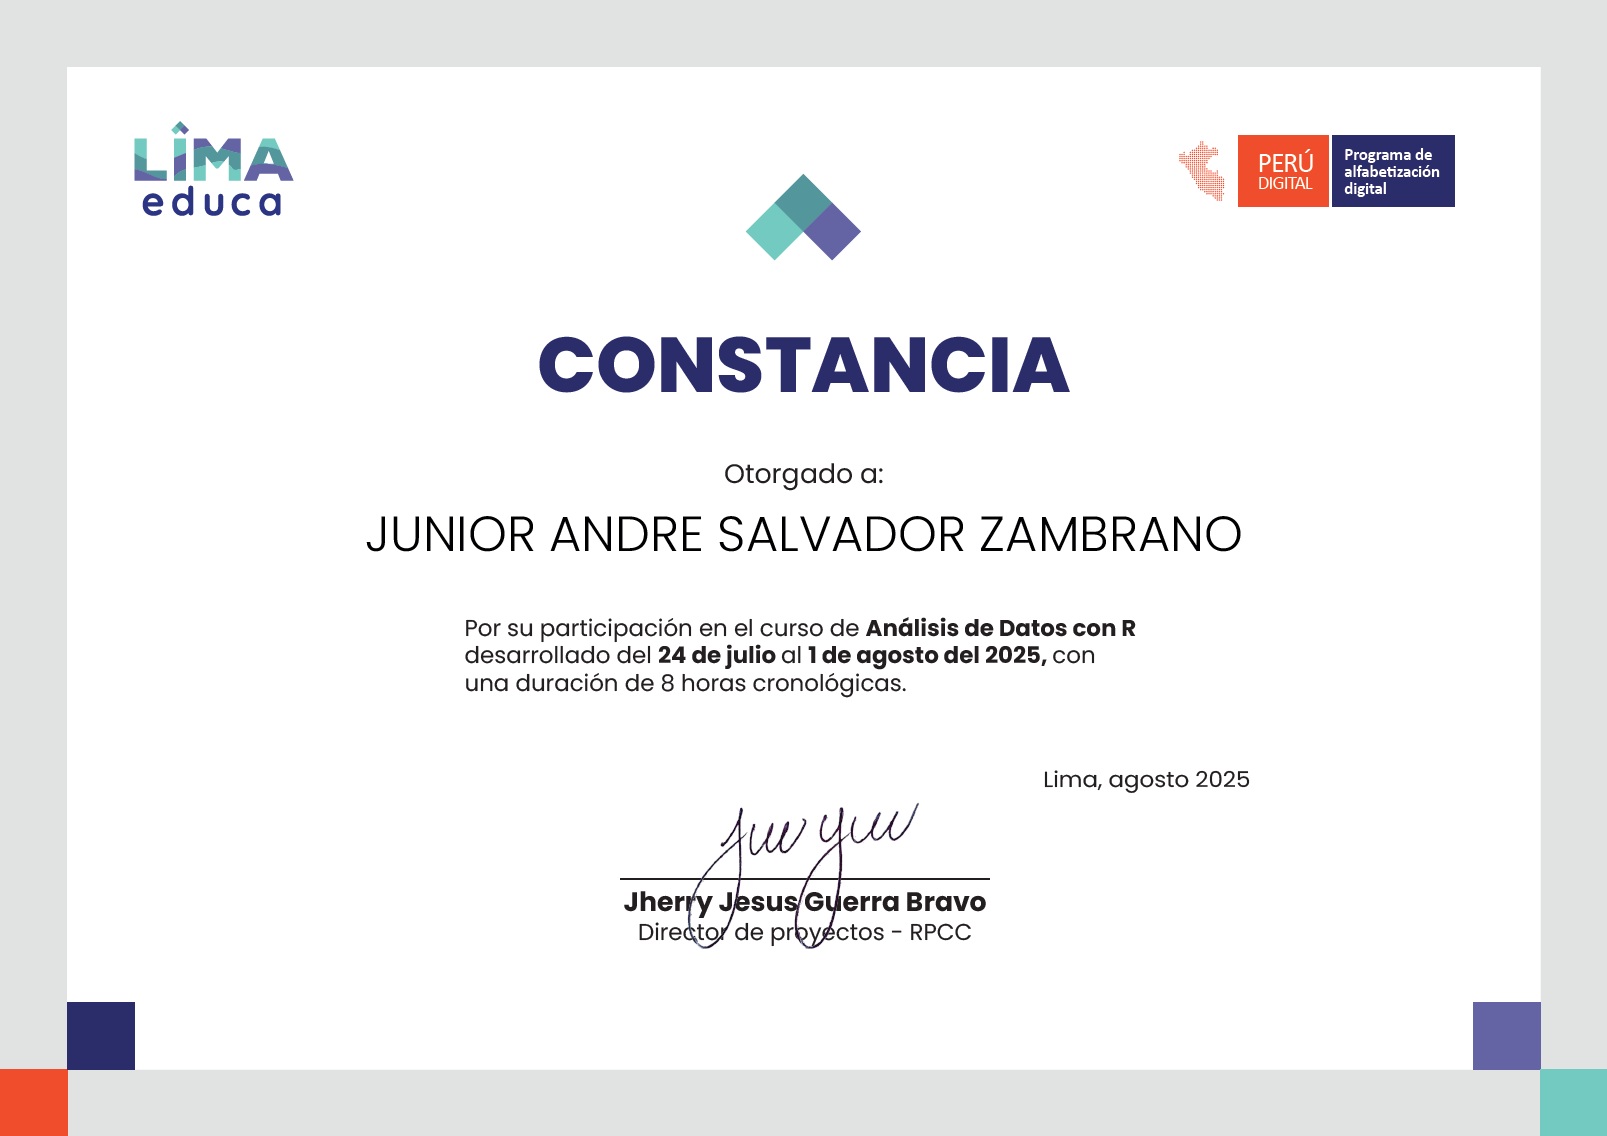 LIMA
educa
PERÚ
DIGITAL
Programa de
alfabetización
digital
CONSTANCIA
Otorgado a:
JUNIOR ANDRE SALVADOR ZAMBRANO
Por su participación en el curso de Análisis de Datos con R
desarrollado del 24 de julio al 1 de agosto del 2025, con
una duración de 8 horas cronológicas.
Lima, agosto 2025
Jherry Jesus Guerra Bravo
Director de proyectos - RPCC